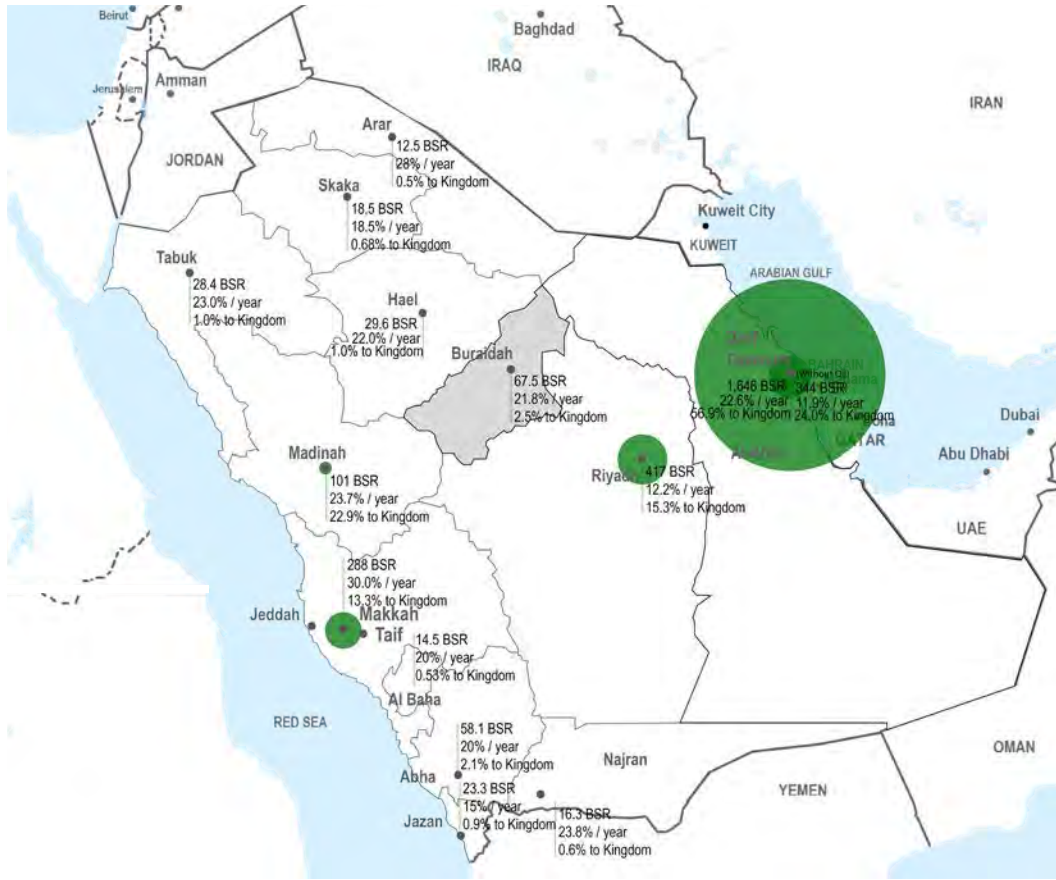 Beirut
Baghdad
IRAQ
Amman
Jerusalem
IRAN
Arar
12.5 BSR
28% / year
0.5% to Kingdom
JORDAN
Skaka
18.5 BSR
18.5% / year
0.68% to Kingdom
Kuweit City
KUWEIT
Tabuk
28.4 BSR
23.0% / year
1.0% to Kingdom
ARABIAN GULF
Hael
29.6 BSR
22.0% / year
1.0% to Kingdom
Buraidah
67.5 BSR
21.8% / year
2.5% to Kingdom
1,646 BSR
22.6% / year
56.9% to Kingdom
344 BSR
11.9% / year
24.0% to Kingdom
QATAR
Dubai
Abu Dhabi
UAE
Madinah
101 BSR
23.7% / year
22.9% to Kingdom
Riyadh
417 BSR
12.2% / year
15.3% to Kingdom
288 BSR
30.0% / year
13.3% to Kingdom
Jeddah
Makkah
Taif
14.5 BSR
20% / year
0.53% to Kingdom
Al Baha
RED SEA
58.1 BSR
20% / year
2.1% to Kingdom
Abha
23.3 BSR
15% / year
0.9% to Kingdom
Jazan
Najran
16.3 BSR
23.8% / year
0.6% to Kingdom
YEMEN
OMAN